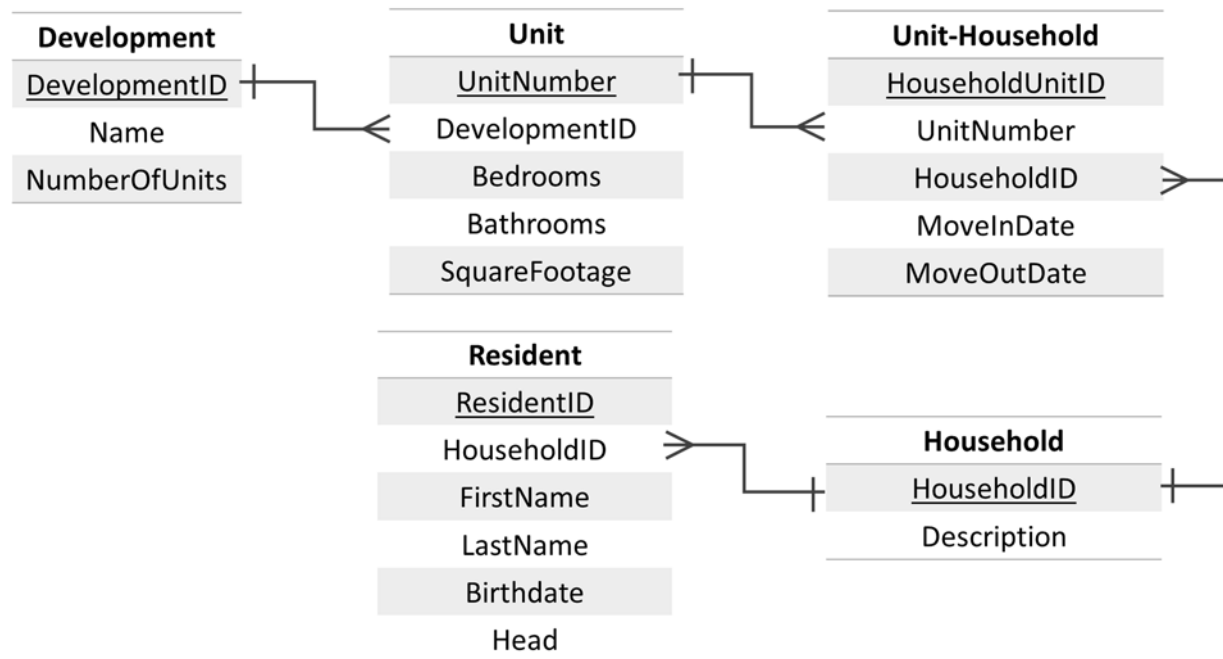 Development
DevelopmentID
Name
NumberOfUnits
Unit
UnitNumber
DevelopmentID
Bedrooms
Bathrooms
SquareFootage
Unit-Household
HouseholdUnitID
UnitNumber
HouseholdID
MoveInDate
MoveOutDate
Resident
ResidentID
HouseholdID
FirstName
LastName
Birthdate
Head
Household
HouseholdID
Description